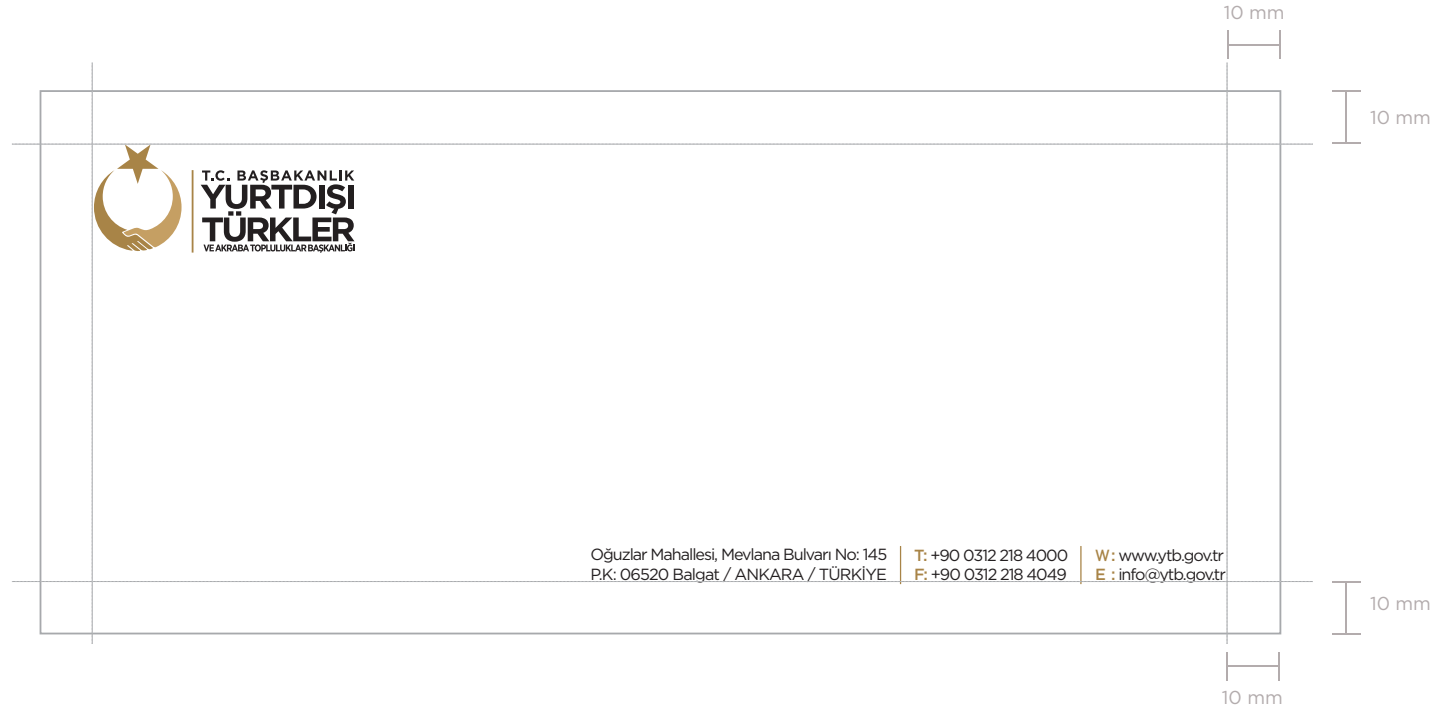 10 mm
10 mm
T.C. BAŞBAKANLIK
YURTDIŞI
TÜRKLER
VE AKRABA TOPLULUKLAR BAŞKANLIĞI
Oğuzlar Mahallesi, Mevlana Bulvarı No: 145 T: +90 0312 218 4000 W: www.ytb.gov.tr
P.K: 06520 Balgat / ANKARA / TÜRKİYE F: +90 0312 218 4049 E : info@ytb.gov.tr
10 mm
10 mm